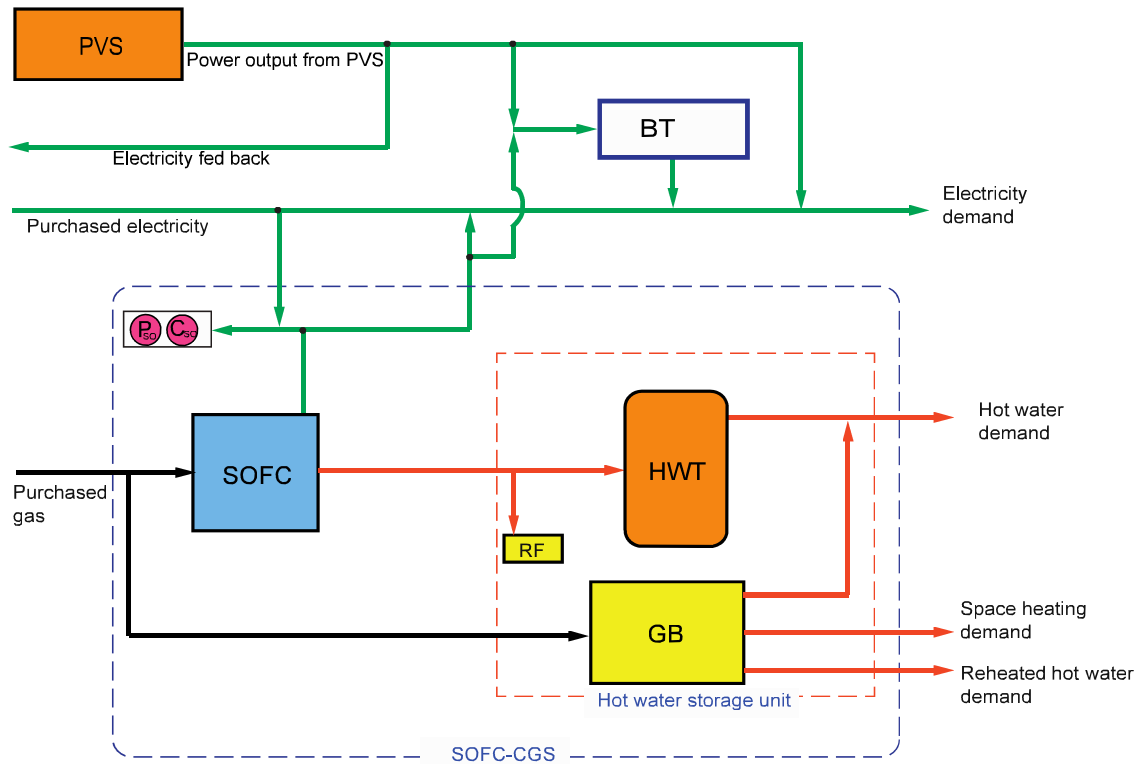 PVS
Power output from PVS
BT
Electricity fed back
Electricity
demand
Purchased electricity
PSO CSO
Hot water
demand
SOFC
HWT
Purchased
gas
RF
GB
Space heating
demand
Reheated hot water
demand
Hot water storage unit
SOFC-CGS